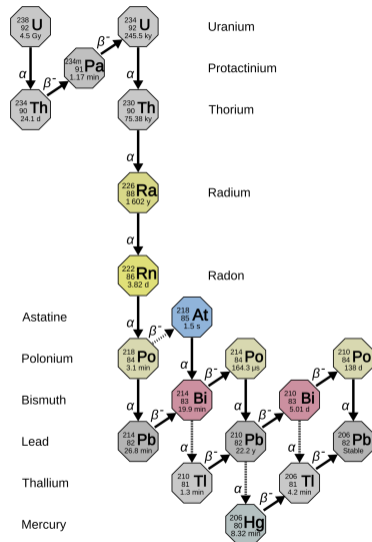 238 92 U 4.5 Gy
234 92 U 245.5 ky
Uranium
β⁻
234m 91 Pa 1.17 min
Protactinium
α
β⁻
α
234 90 Th 24.1 d
230 90 Th 75.38 ky
Thorium
α
226 88 Ra 1 602 y
Radium
α
222 86 Rn 3.82 d
Radon
α
Astatine
β⁻
218 85 At 1.5 s
Polonium
218 84 Po 3.1 min
214 84 Po 164.3 µs
210 84 Po 138 d
α
α
β⁻
α
β⁻
α
Bismuth
214 83 Bi 19.9 min
210 83 Bi 5.01 d
β⁻
β⁻
β⁻
Lead
214 82 Pb 26.8 min
210 82 Pb 22.2 y
206 82 Pb Stable
α
β⁻
α
α
β⁻
Thallium
210 81 Tl 1.3 min
206 81 Tl 4.2 min
β⁻
Mercury
206 80 Hg 8.32 min